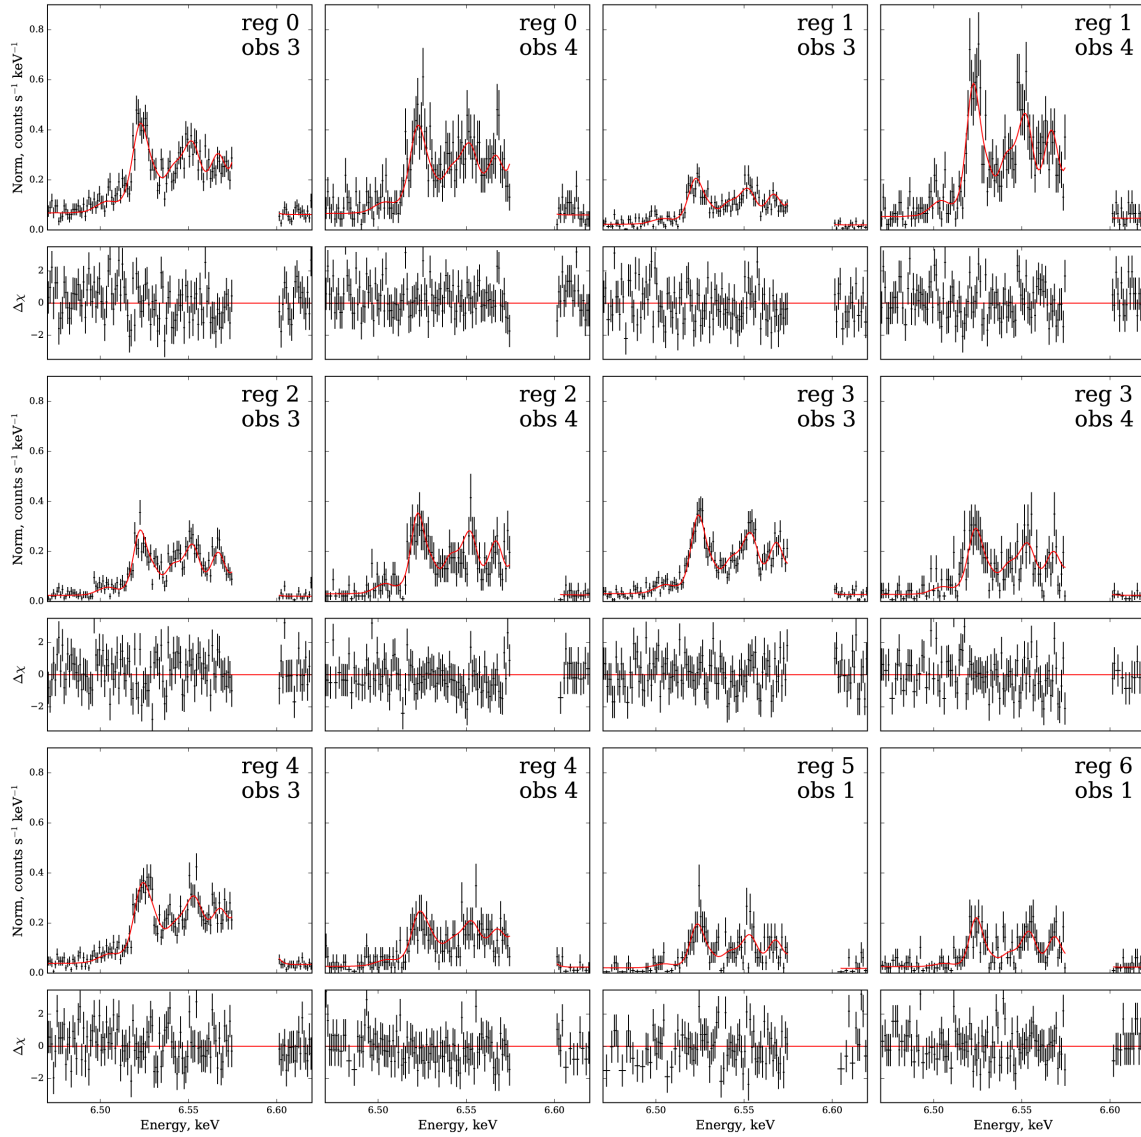 reg 0
obs 3
reg 0
obs 4
reg 1
obs 3
reg 1
obs 4
Norm, counts s⁻¹ keV⁻¹
0.8
0.6
0.4
0.2
0.0
Δχ
2
0
−2
reg 2
obs 3
reg 2
obs 4
reg 3
obs 3
reg 3
obs 4
Norm, counts s⁻¹ keV⁻¹
0.8
0.6
0.4
0.2
0.0
Δχ
2
0
−2
reg 4
obs 3
reg 4
obs 4
reg 5
obs 1
reg 6
obs 1
Norm, counts s⁻¹ keV⁻¹
0.8
0.6
0.4
0.2
0.0
Δχ
2
0
−2
6.50 6.55 6.60 6.50 6.55 6.60 6.50 6.55 6.60 6.50 6.55 6.60
Energy, keV Energy, keV Energy, keV Energy, keV